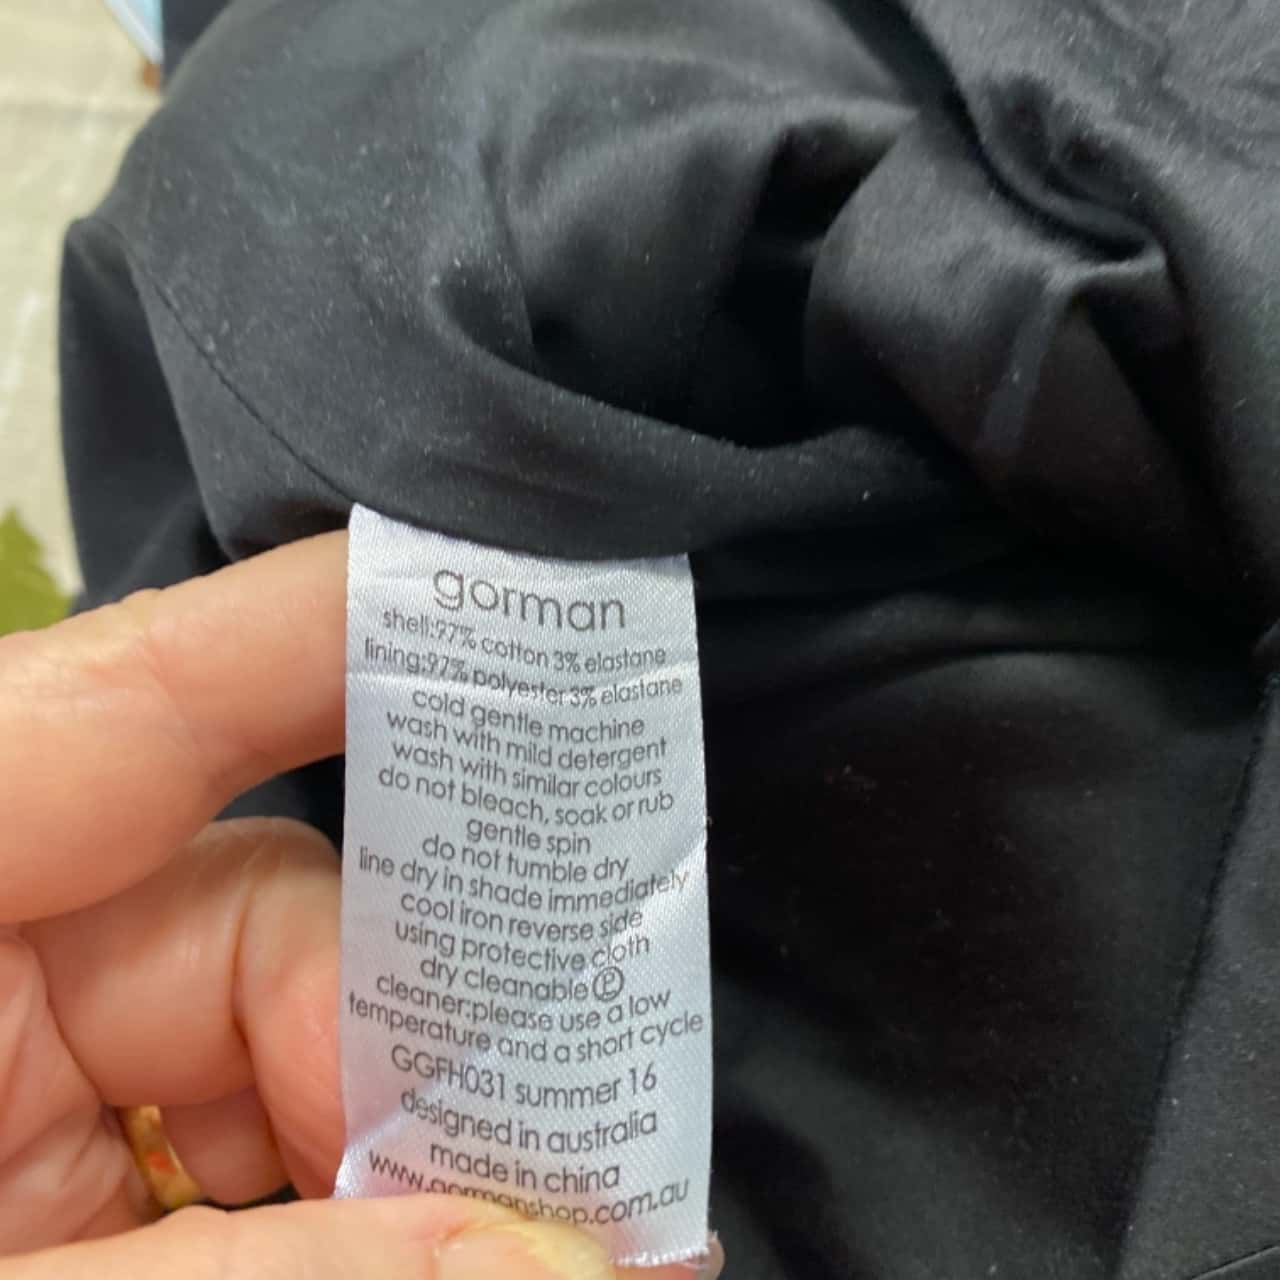 gorman
shell:97% cotton 3% elastane
lining:97% polyester 3% elastane
cold gentle machine
wash with mild detergent
wash with similar colours
do not bleach, soak or rub
gentle spin
do not tumble dry
line dry in shade immediately
cool iron reverse side
using protective cloth
dry cleanable Ⓟ
cleaner:please use a low
temperature and a short cycle
GGFH031 summer 16
designed in australia
made in china
www.gormanshop.com.au